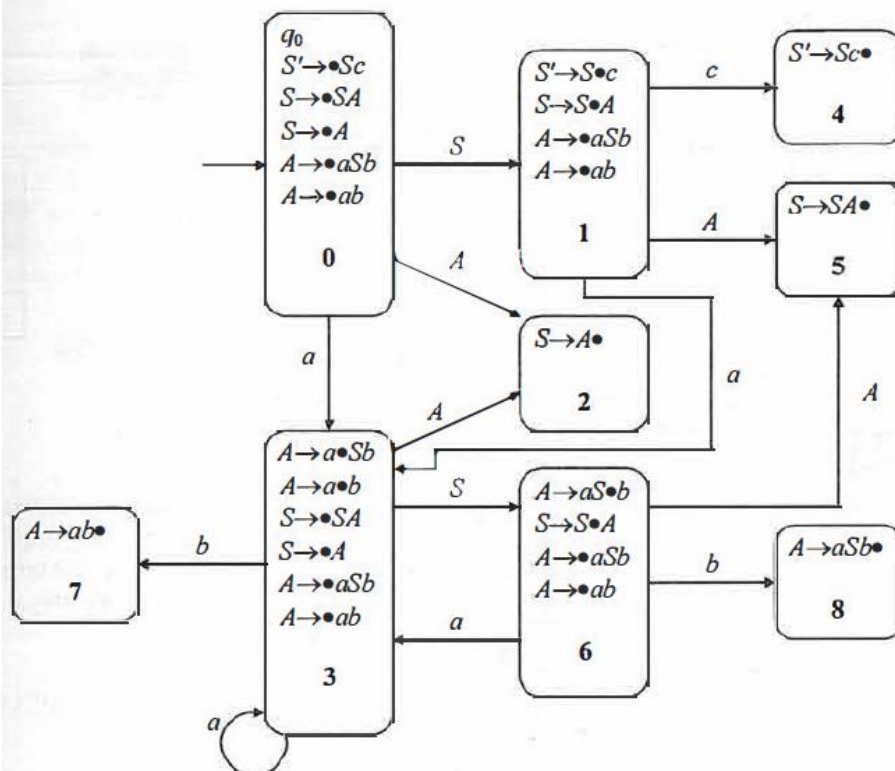 q₀
S′→•Sc
S→•SA
S→•A
A→•aSb
A→•ab
0
S
A
a
S′→S•c
S→S•A
A→•aSb
A→•ab
1
c
A
a
S′→Sc•
4
S→SA•
5
S→A•
2
A
A→a•Sb
A→a•b
S→•SA
S→•A
A→•aSb
A→•ab
3
S
b
a
a
A→aS•b
S→S•A
A→•aSb
A→•ab
6
A
b
A→ab•
7
A→aSb•
8